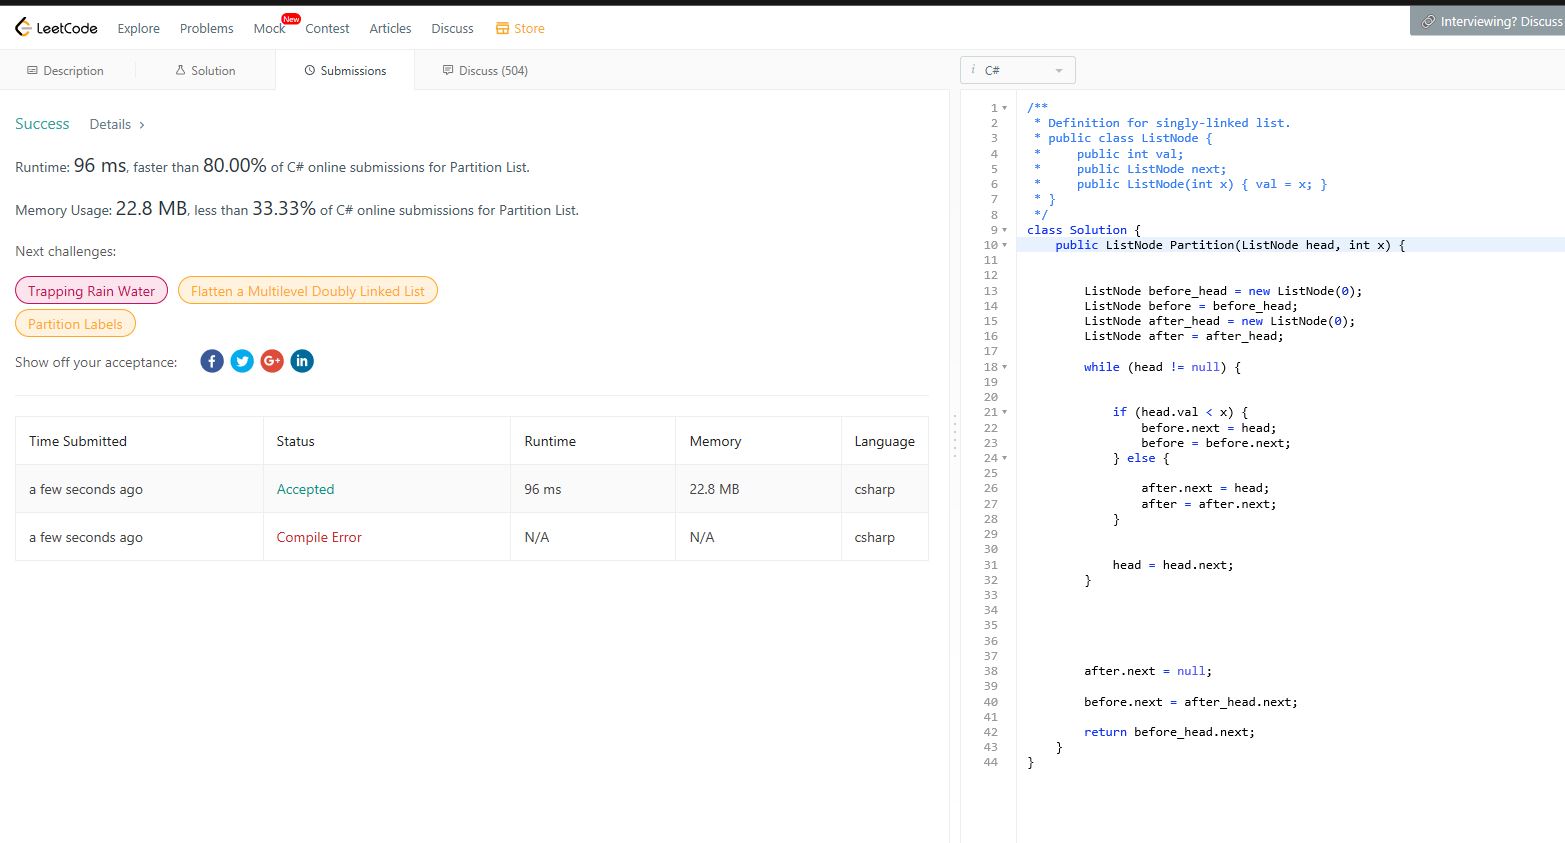 LeetCode Explore Problems Mock New Contest Articles Discuss Store
Interviewing? Discuss
Description Solution Submissions Discuss (504)
i C#
Success Details >
Runtime: 96 ms, faster than 80.00% of C# online submissions for Partition List.
Memory Usage: 22.8 MB, less than 33.33% of C# online submissions for Partition List.
Next challenges:
Trapping Rain Water Flatten a Multilevel Doubly Linked List
Partition Labels
Show off your acceptance: f G+ in
Time Submitted Status Runtime Memory Language
a few seconds ago Accepted 96 ms 22.8 MB csharp
a few seconds ago Compile Error N/A N/A csharp
1 /**
2  * Definition for singly-linked list.
3  * public class ListNode {
4  *     public int val;
5  *     public ListNode next;
6  *     public ListNode(int x) { val = x; }
7  * }
8  */
9 class Solution {
10     public ListNode Partition(ListNode head, int x) {
11
12
13         ListNode before_head = new ListNode(0);
14         ListNode before = before_head;
15         ListNode after_head = new ListNode(0);
16         ListNode after = after_head;
17
18         while (head != null) {
19
20
21             if (head.val < x) {
22                 before.next = head;
23                 before = before.next;
24             } else {
25
26                 after.next = head;
27                 after = after.next;
28             }
29
30
31             head = head.next;
32         }
33
34
35
36
37
38         after.next = null;
39
40         before.next = after_head.next;
41
42         return before_head.next;
43     }
44 }